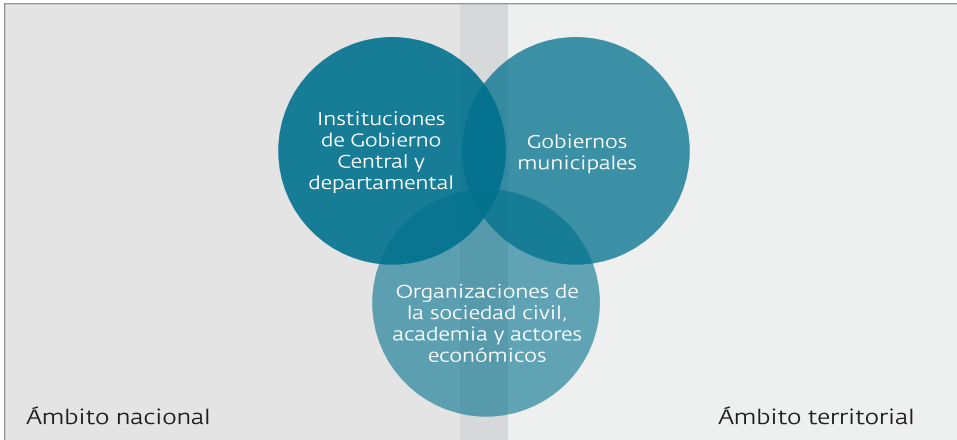 Instituciones
de Gobierno
Central y
departamental
Gobiernos
municipales
Organizaciones de
la sociedad civil,
academia y actores
económicos
Ámbito nacional
Ámbito territorial